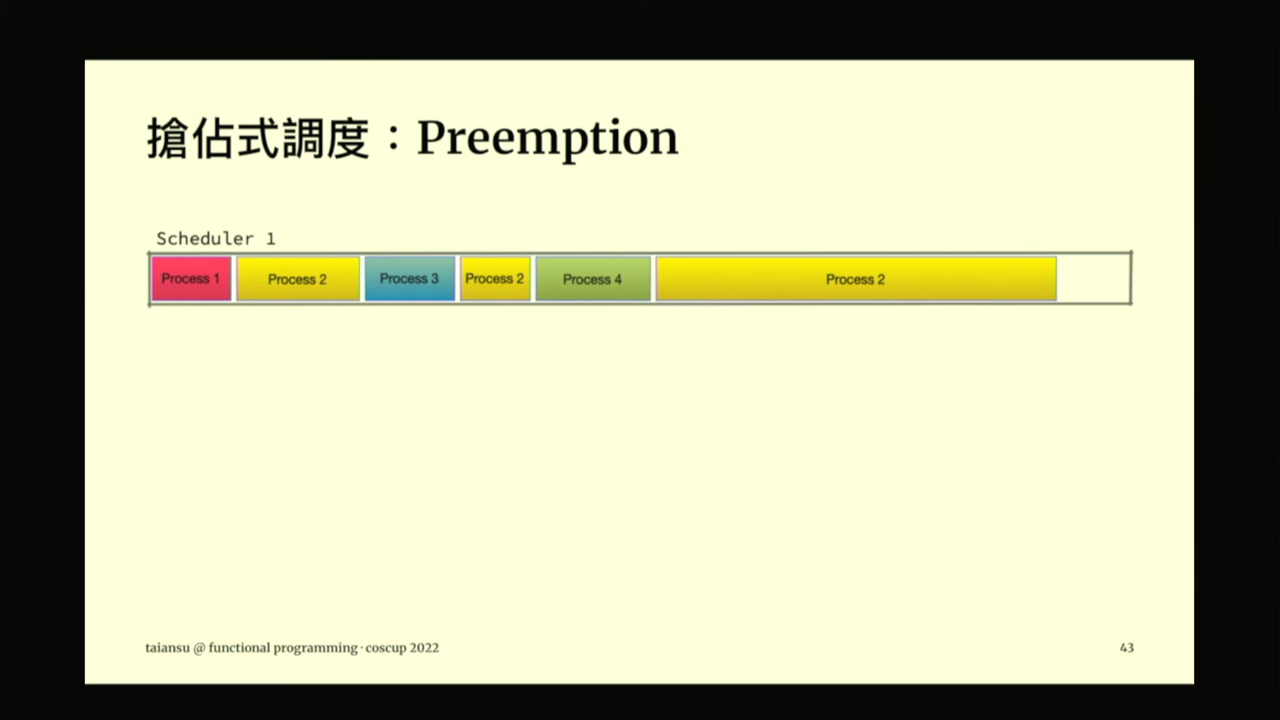 搶佔式調度：Preemption
Scheduler 1
Process 1 Process 2 Process 3 Process 2 Process 4 Process 2
taiansu @ functional programming · coscup 2022
43